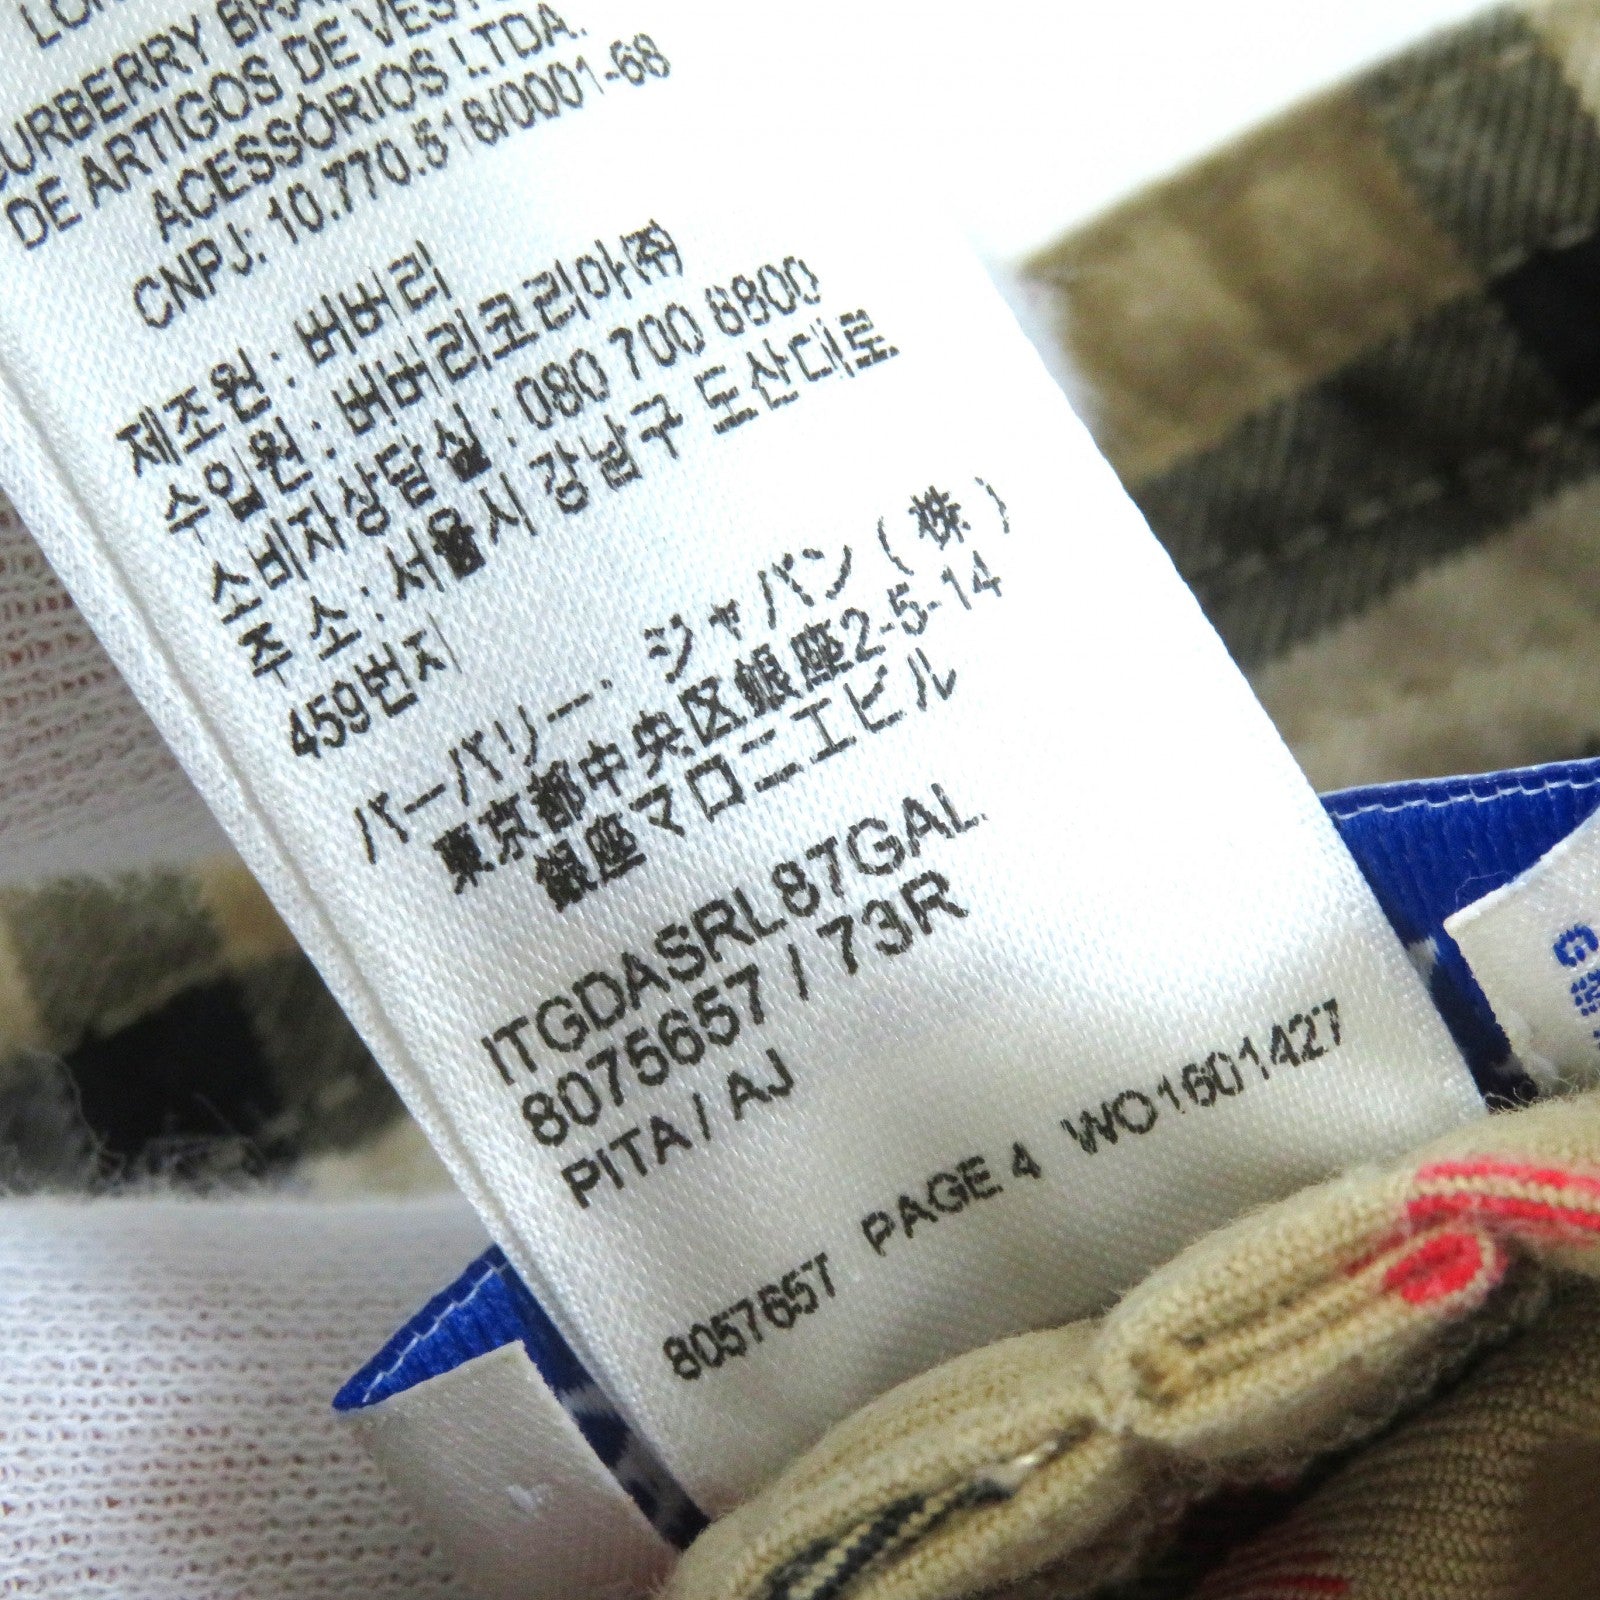 DE ARTIGOS DE
ACESSÓRIOS LTDA.
CNPJ: 10.770.516/0001-68
제조원 : 버버리
수입원 : 버버리코리아(주)
소비자상담실 : 080 700 8800
주 소 : 서울시 강남구 도산대로
459번지
バーバリー・ジャパン(株)
東京都中央区銀座2-5-14
銀座マロニエビル
ITGDASRL87GAL
8075657 / 73R
PITA / AJ
8057657 PAGE 4 WO1601427